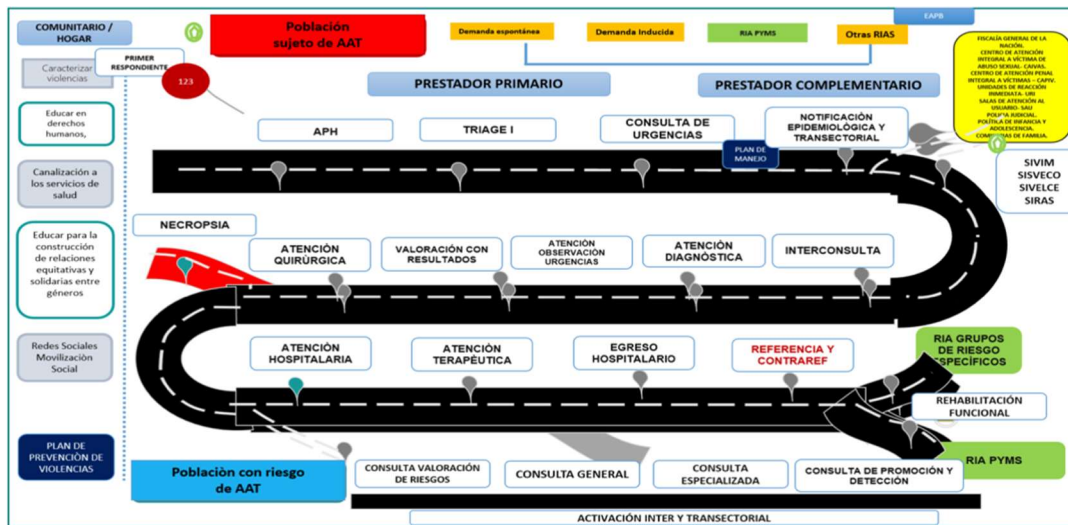 COMUNITARIO /
HOGAR
Caracterizar
violencias
Educar en
derechos
humanos,
Canalización a
los servicios de
salud
Educar para la
construcción
de relaciones
equitativas y
solidarias entre
géneros
Redes Sociales
Movilización
Social
PLAN DE
PREVENCIÒN DE
VIOLENCIAS
PRIMER
RESPONDIENTE
123
Población
sujeto de AAT
Demanda espontánea
Demanda Inducida
RIA PYMS
Otras RIAS
EAPB
PRESTADOR PRIMARIO
PRESTADOR COMPLEMENTARIO
FISCALÍA GENERAL DE LA
NACIÓN.
CENTRO DE ATENCIÓN
INTEGRAL A VÍCTIMA DE
ABUSO SEXUAL- CAIVAS.
CENTRO DE ATENCIÓN PENAL
INTEGRAL A VÍCTIMAS – CAPIV.
UNIDADES DE REACCIÓN
INMEDIATA- URI
SALAS DE ATENCIÓN AL
USUARIO- SAU
POLICÍA JUDICIAL.
POLÍTICA DE INFANCIA Y
ADOLESCENCIA.
DE FAMILIA.
APH
TRIAGE I
CONSULTA DE
URGENCIAS
PLAN DE
MANEJO
NOTIFICACIÓN
EPIDEMIOLÓGICA Y
TRANSECTORIAL
SIVIM
SISVECO
SIVELCE
SIRAS
NECROPSIA
ATENCIÓN
QUIRÚRGICA
VALORACIÓN CON
RESULTADOS
ATENCIÓN
OBSERVACIÓN
URGENCIAS
ATENCIÓN
DIAGNÓSTICA
INTERCONSULTA
ATENCIÓN
HOSPITALARIA
ATENCIÓN
TERAPÉUTICA
EGRESO
HOSPITALARIO
REFERENCIA Y
CONTRAREF
RIA GRUPOS
DE RIESGO
ESPECÍFICOS
REHABILITACIÓN
FUNCIONAL
RIA PYMS
Poblaciòn con riesgo
de AAT
CONSULTA VALORACIÓN
DE RIESGOS
CONSULTA GENERAL
CONSULTA
ESPECIALIZADA
CONSULTA DE PROMOCIÓN Y
DETECCIÓN
ACTIVACIÓN INTER Y TRANSECTORIAL